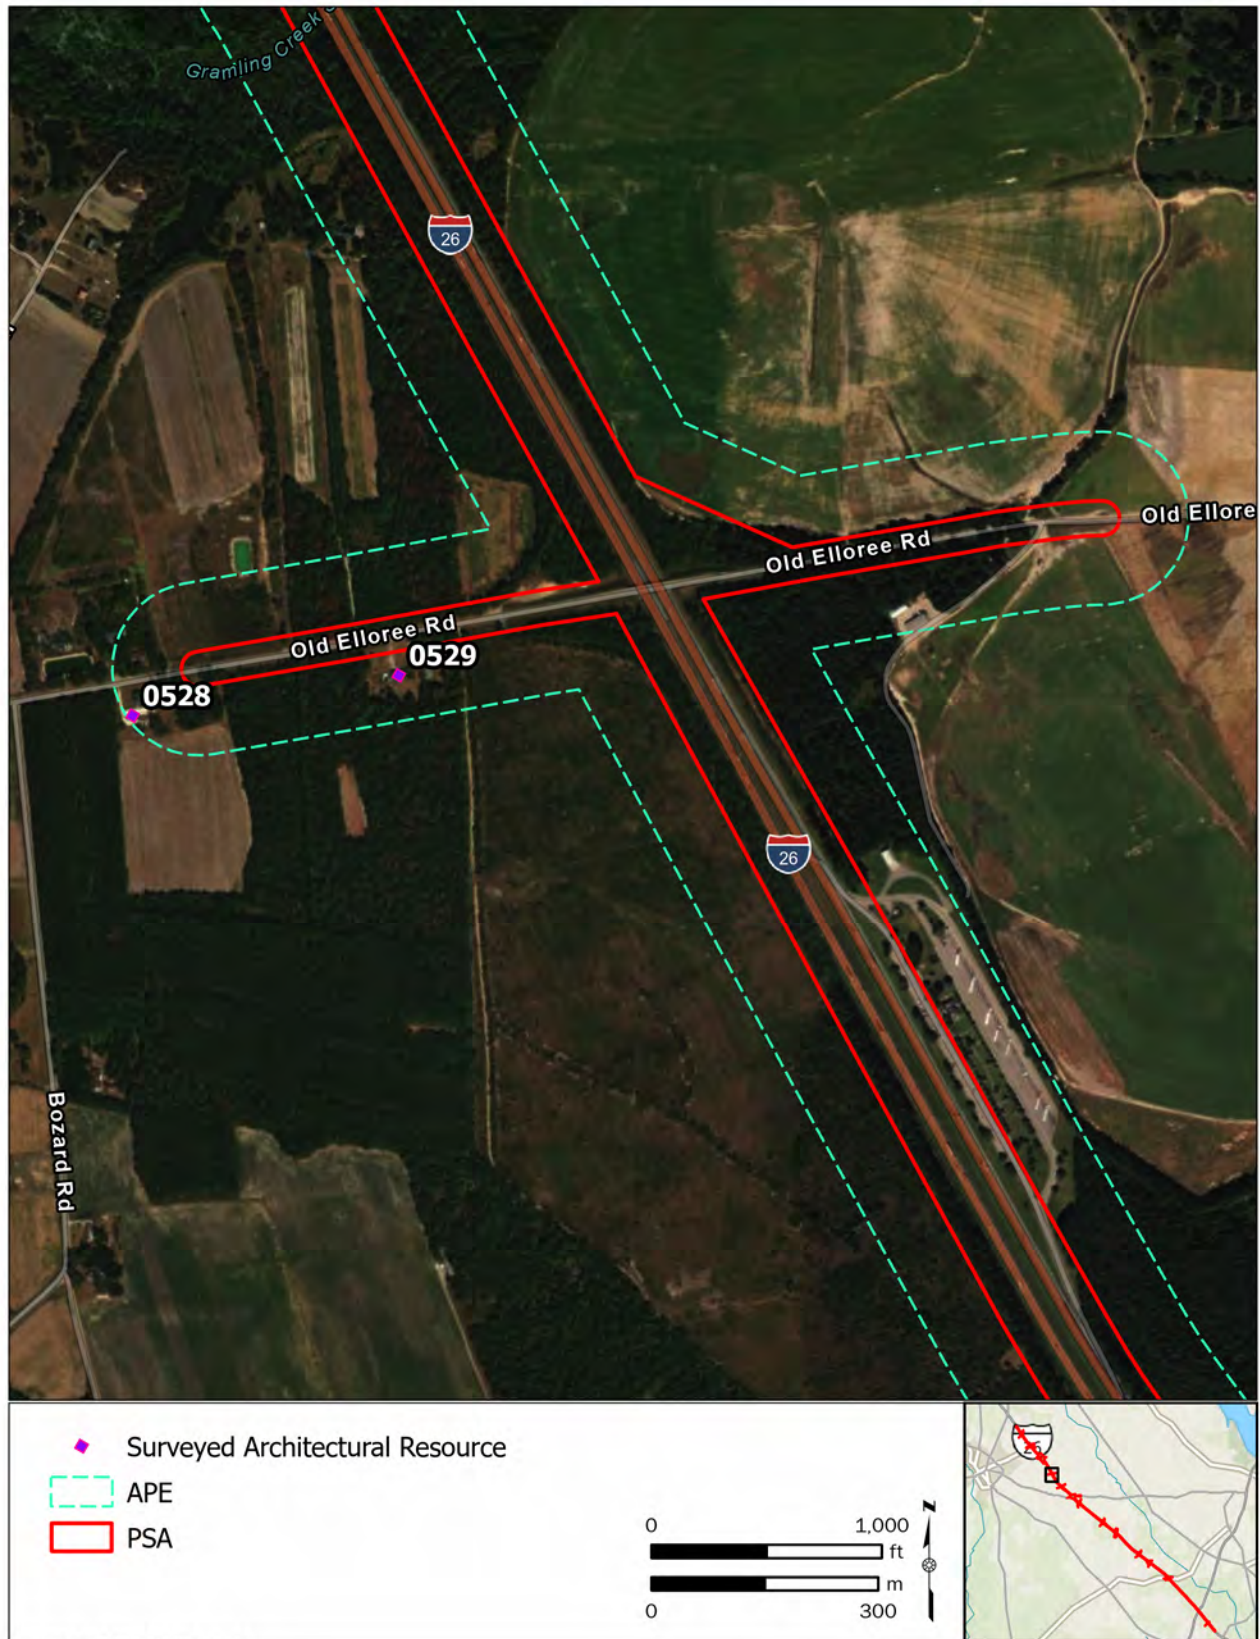 Gramling Creek
26
Old Elloree Rd
Old Ellore
Old Elloree Rd
0529
0528
26
Bozard Rd
Surveyed Architectural Resource
APE
PSA
0 1,000
ft
m
0 300
N
26